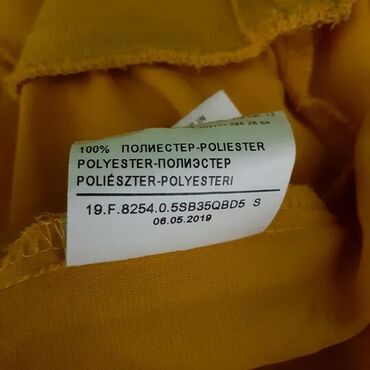 100% ПОЛИЕСТЕР-POLIESTER
POLYESTER-ПОЛИЭСТЕР
POLIÉSZTER-POLYESTERI
19.F.8254.0.5SB35QBD5 S
06.05.2019